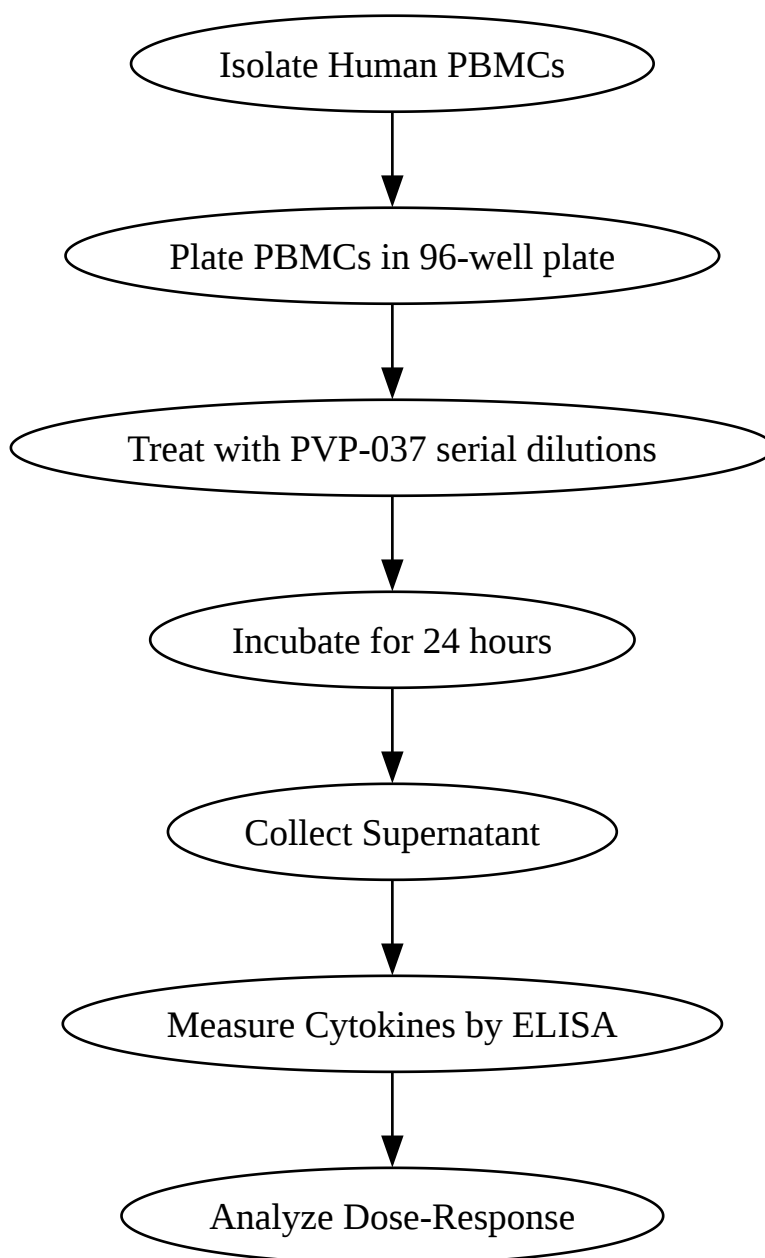 Isolate Human PBMCs
Plate PBMCs in 96-well plate
Treat with PVP-037 serial dilutions
Incubate for 24 hours
Collect Supernatant
Measure Cytokines by ELISA
Analyze Dose-Response